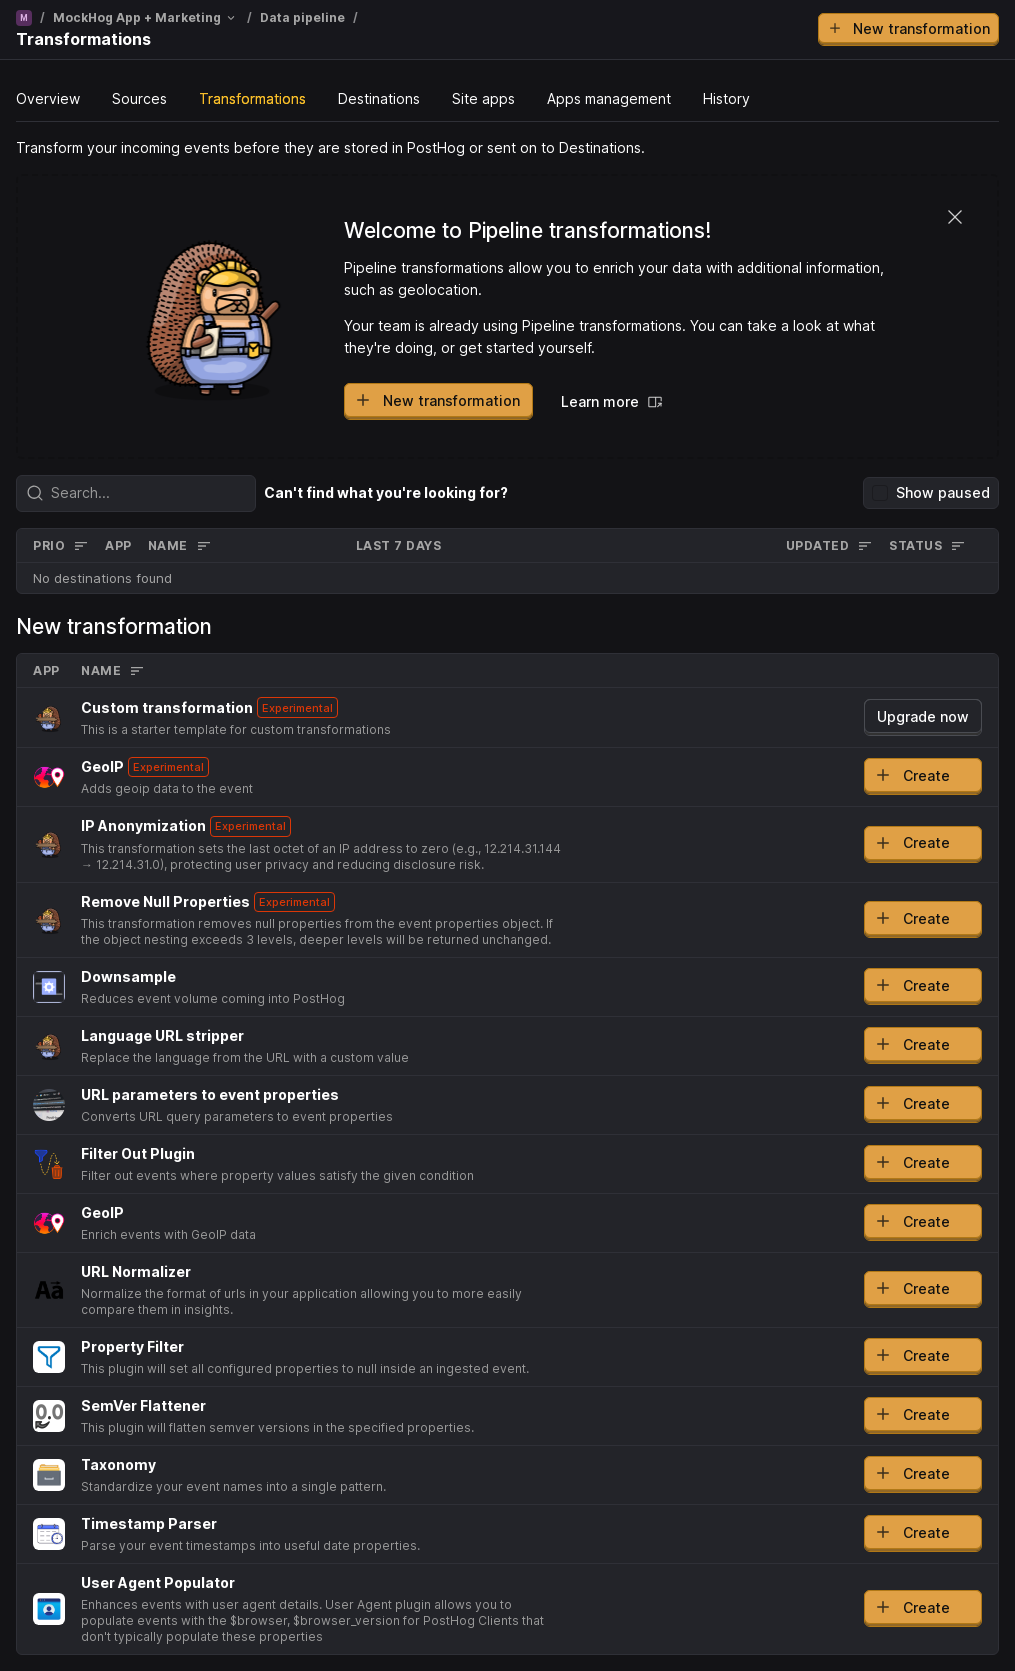 M / MockHog App + Marketing / Data pipeline /
Transformations
New transformation
Overview Sources Transformations Destinations Site apps Apps management History
Transform your incoming events before they are stored in PostHog or sent on to Destinations.
Welcome to Pipeline transformations!
Pipeline transformations allow you to enrich your data with additional information,
such as geolocation.
Your team is already using Pipeline transformations. You can take a look at what
they're doing, or get started yourself.
New transformation Learn more
Search... Can't find what you're looking for? Show paused
PRIO APP NAME LAST 7 DAYS UPDATED STATUS
No destinations found
New transformation
APP NAME
Custom transformation Experimental
This is a starter template for custom transformations
Upgrade now
GeoIP Experimental
Adds geoip data to the event
Create
IP Anonymization Experimental
This transformation sets the last octet of an IP address to zero (e.g., 12.214.31.144
→ 12.214.31.0), protecting user privacy and reducing disclosure risk.
Create
Remove Null Properties Experimental
This transformation removes null properties from the event properties object. If
the object nesting exceeds 3 levels, deeper levels will be returned unchanged.
Create
Downsample
Reduces event volume coming into PostHog
Create
Language URL stripper
Replace the language from the URL with a custom value
Create
URL parameters to event properties
Converts URL query parameters to event properties
Create
Filter Out Plugin
Filter out events where property values satisfy the given condition
Create
GeoIP
Enrich events with GeoIP data
Create
Aa
URL Normalizer
Normalize the format of urls in your application allowing you to more easily
compare them in insights.
Create
Property Filter
This plugin will set all configured properties to null inside an ingested event.
Create
0.0
SemVer Flattener
This plugin will flatten semver versions in the specified properties.
Create
Taxonomy
Standardize your event names into a single pattern.
Create
Timestamp Parser
Parse your event timestamps into useful date properties.
Create
User Agent Populator
Enhances events with user agent details. User Agent plugin allows you to
populate events with the $browser, $browser_version for PostHog Clients that
don't typically populate these properties
Create